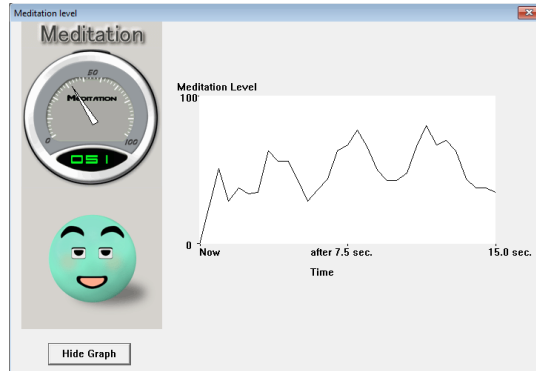 Meditation level
Meditation
50
MEDITATION
0
100
051
Hide Graph
Meditation Level
100
0
Now
after 7.5 sec.
15.0 sec.
Time